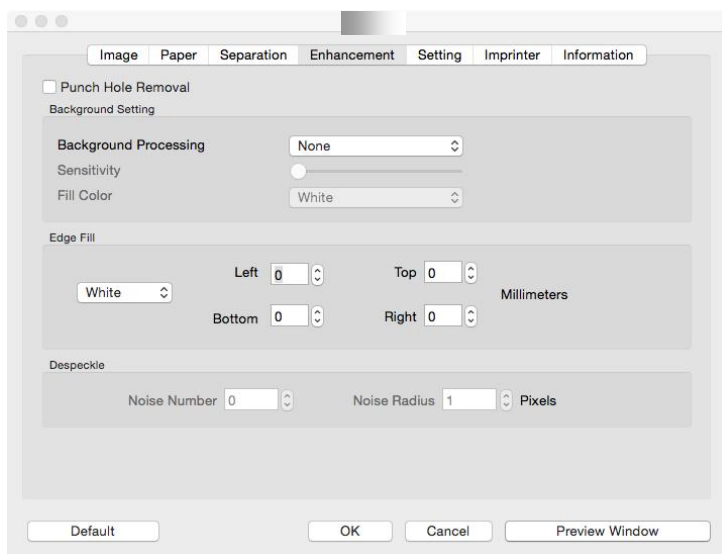 Image Paper Separation Enhancement Setting Imprinter Information
Punch Hole Removal
Background Setting
Background Processing None
Sensitivity
Fill Color White
Edge Fill
Left 0 Top 0
White Millimeters
Bottom 0 Right 0
Despeckle
Noise Number 0 Noise Radius 1 Pixels
Default OK Cancel Preview Window